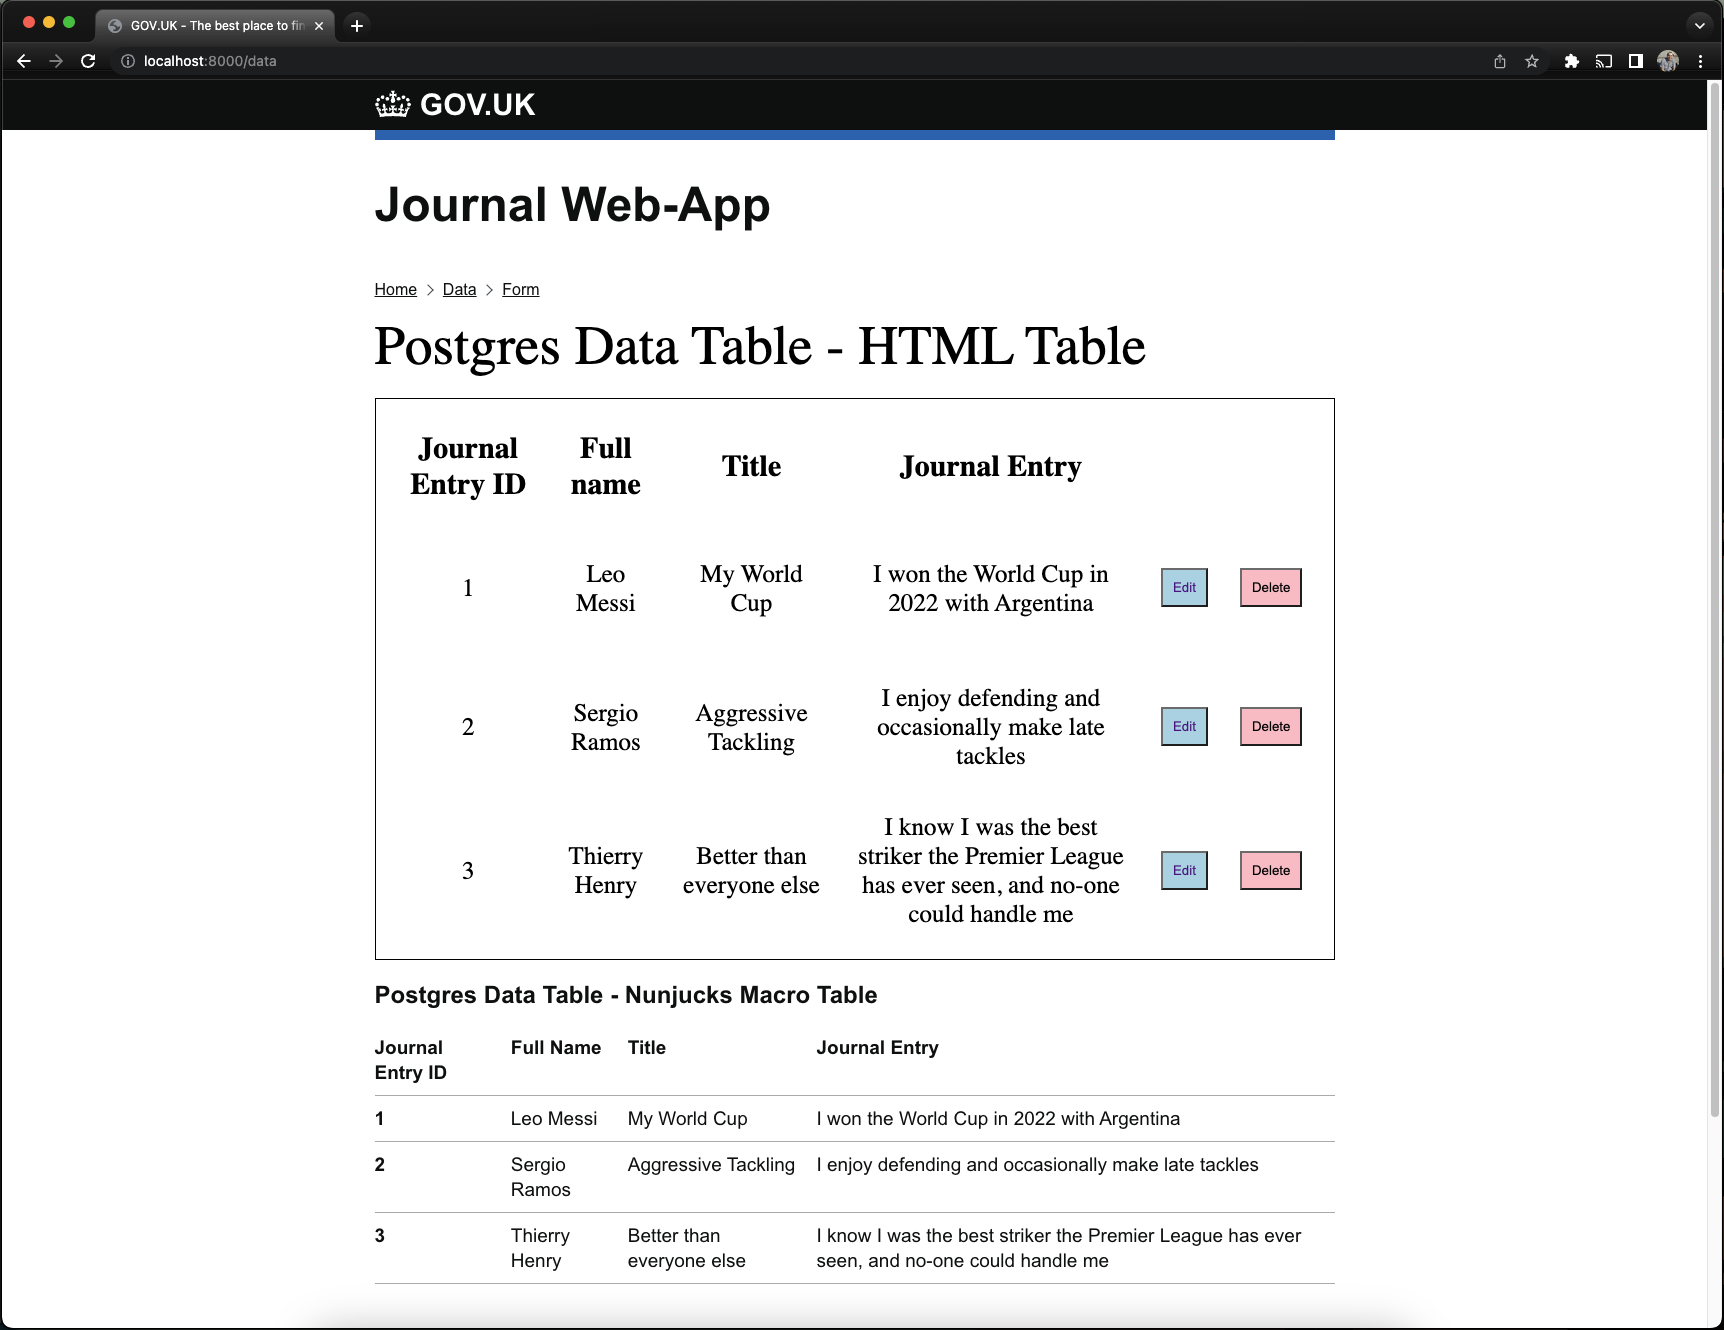 GOV.UK - The best place to fin
localhost:8000/data
GOV.UK
Journal Web-App
Home Data Form
Postgres Data Table - HTML Table
Journal Entry ID Full name Title Journal Entry
1 Leo Messi My World Cup I won the World Cup in 2022 with Argentina Edit Delete
2 Sergio Ramos Aggressive Tackling I enjoy defending and occasionally make late tackles Edit Delete
3 Thierry Henry Better than everyone else I know I was the best striker the Premier League has ever seen, and no-one could handle me Edit Delete
Postgres Data Table - Nunjucks Macro Table
Journal Entry ID Full Name Title Journal Entry
1 Leo Messi My World Cup I won the World Cup in 2022 with Argentina
2 Sergio Ramos Aggressive Tackling I enjoy defending and occasionally make late tackles
3 Thierry Henry Better than everyone else I know I was the best striker the Premier League has ever seen, and no-one could handle me